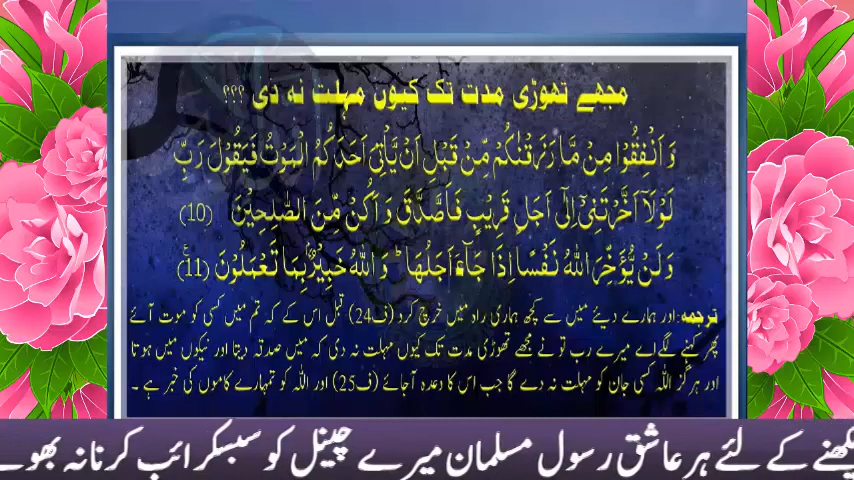 مجھے تھوڑی مدت تک کیوں مہلت نہ دی ؟؟؟
وَ اَنْفِقُوْا مِنْ مَّا رَزَقْنٰكُمْ مِّنْ قَبْلِ اَنْ یَّاْتِیَ اَحَدَكُمُ الْمَوْتُ فَیَقُوْلَ رَبِّ
لَوْلَاۤ اَخَّرْتَنِیْۤ اِلٰۤى اَجَلٍ قَرِیْبٍ فَاَصَّدَّقَ وَ اَكُنْ مِّنَ الصّٰلِحِیْنَ (10)
وَ لَنْ یُّؤَخِّرَ اللّٰهُ نَفْسًا اِذَا جَآءَ اَجَلُهَاؕ وَ اللّٰهُ خَبِیْرٌۢ بِمَا تَعْمَلُوْنَ (11)
ترجمہ:اور ہمارے دیئے میں سے کچھ ہماری راہ میں خرچ کرد (ف24) قبل اس کے کہ تم میں کسی کو موت آئے
پھر کہنے لگے اے میرے رب تو نے مجھے تھوڑی مدت تک کیوں مہلت نہ دی کہ میں صدقہ دیتا اور نیکوں میں ہوتا
اور ہرگز اللہ کسی جان کو مہلت نہ دے گا جب اس کا وعدہ آجائے (ف25) اور اللہ کو تمہارے کاموں کی خبر ہے ۔
یکھنے کے لئے ہر عاشق رسول مسلمان میرے چینل کو سبسکرائب کرنا نہ بھولے